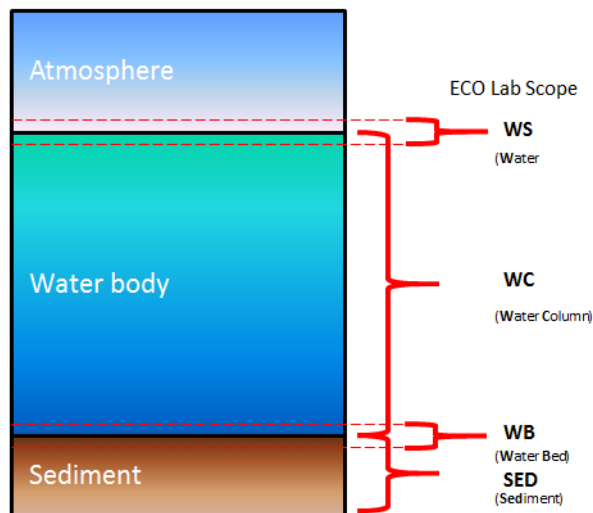 Atmosphere
ECO Lab Scope
WS
(Water
Water body
WC
(Water Column)
WB
(Water Bed)
Sediment
SED
(Sediment)